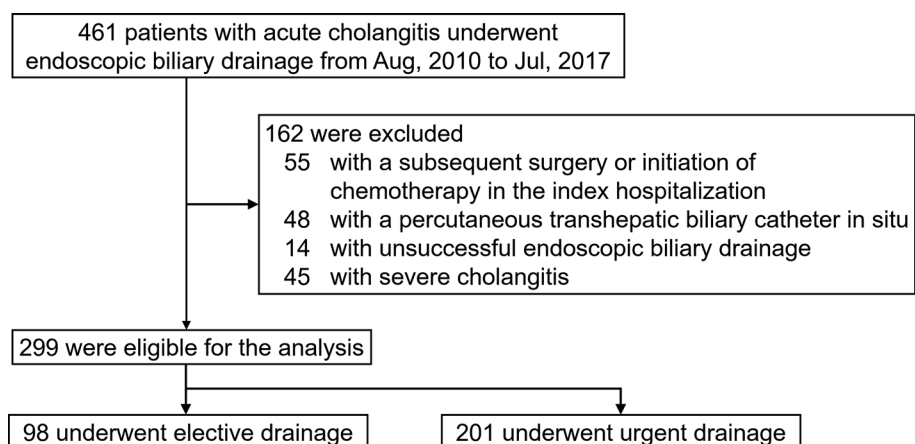 461 patients with acute cholangitis underwent
endoscopic biliary drainage from Aug, 2010 to Jul, 2017
162 were excluded
55 with a subsequent surgery or initiation of
chemotherapy in the index hospitalization
48 with a percutaneous transhepatic biliary catheter in situ
14 with unsuccessful endoscopic biliary drainage
45 with severe cholangitis
299 were eligible for the analysis
98 underwent elective drainage
201 underwent urgent drainage